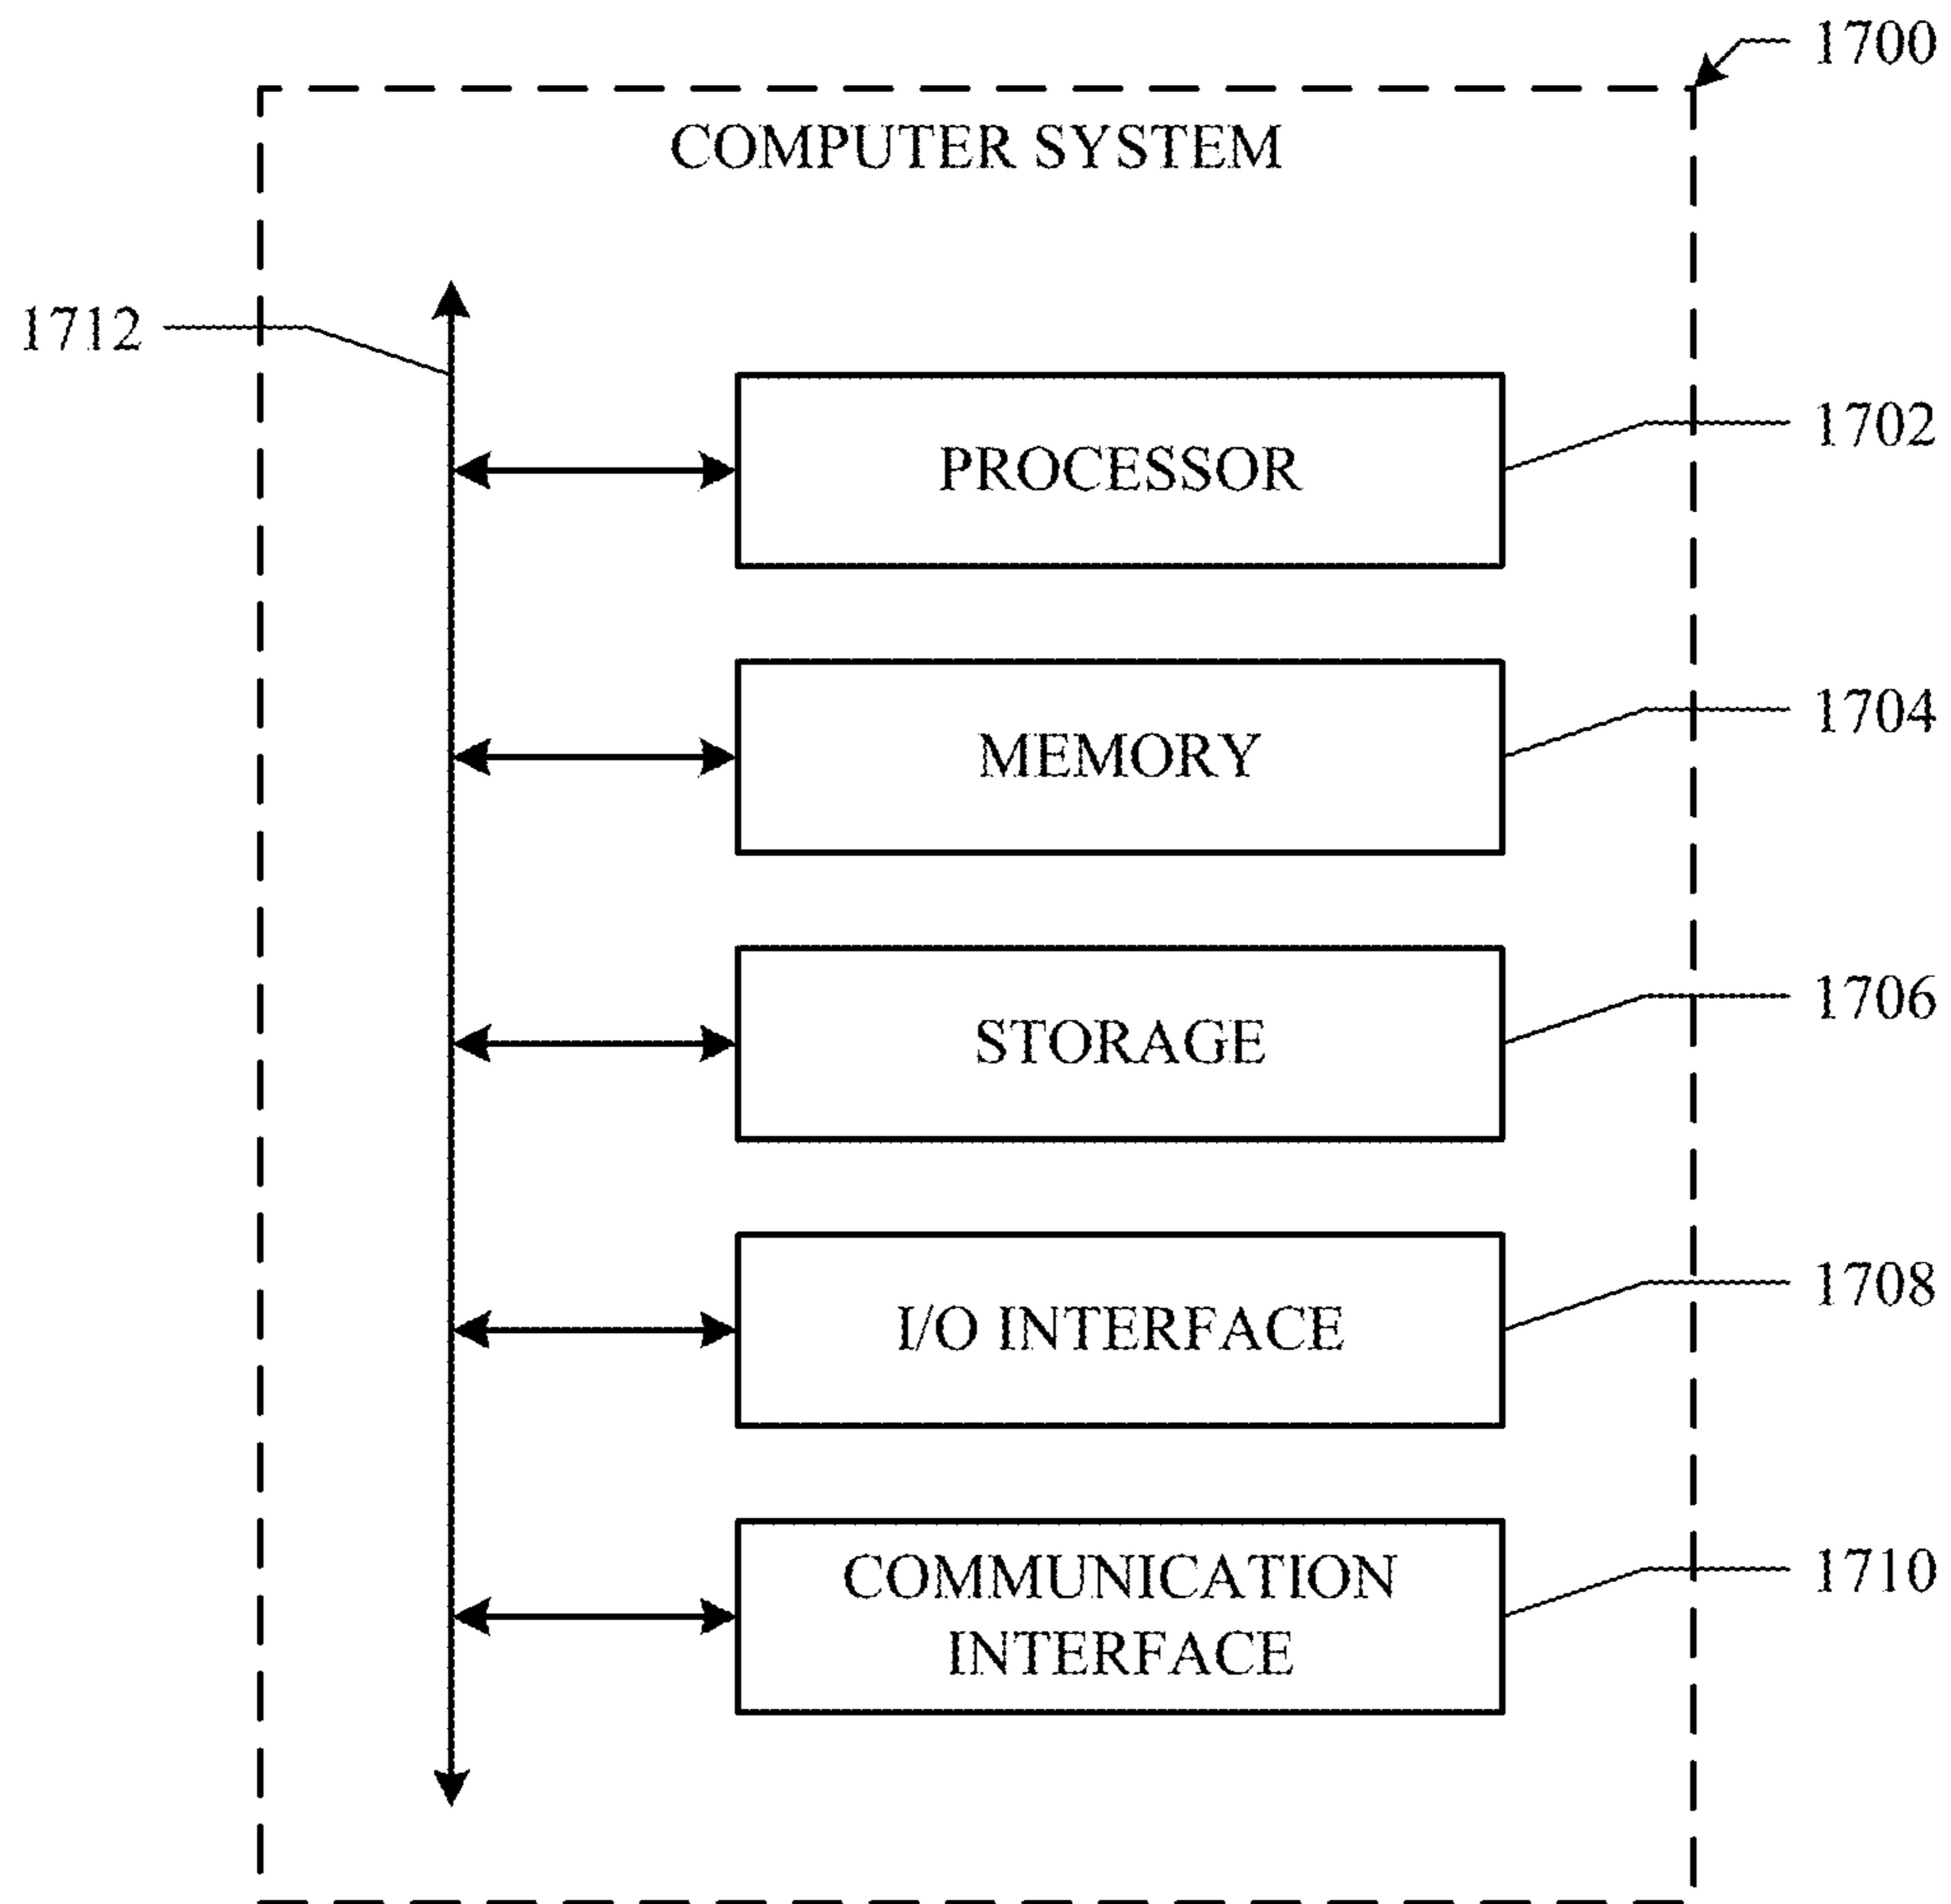 1700
COMPUTER SYSTEM
1712
1702
PROCESSOR
1704
MEMORY
1706
STORAGE
1708
I/O INTERFACE
1710
COMMUNICATION
INTERFACE